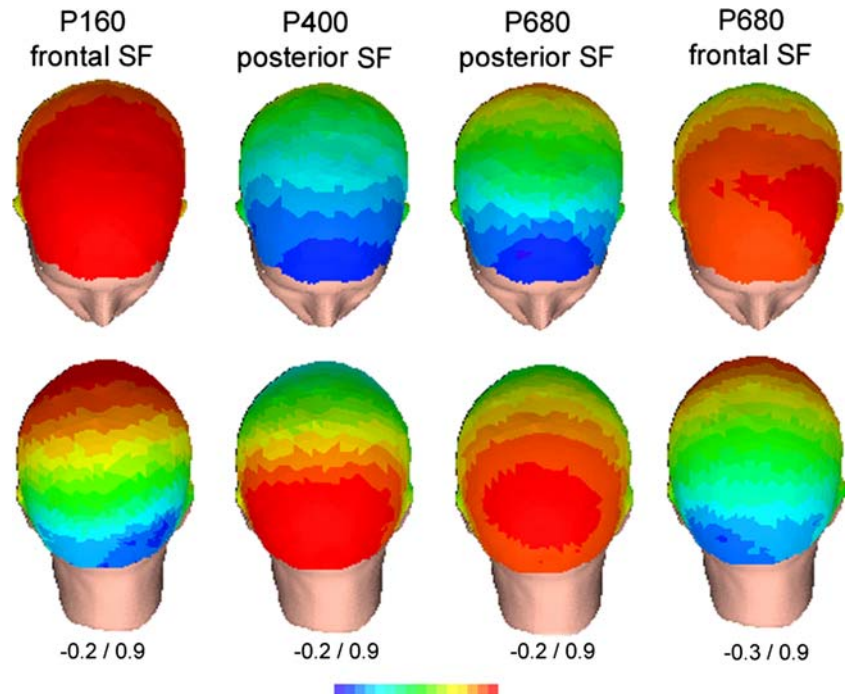 P160
frontal SF
P400
posterior SF
P680
posterior SF
P680
frontal SF
-0.2 / 0.9
-0.2 / 0.9
-0.2 / 0.9
-0.3 / 0.9